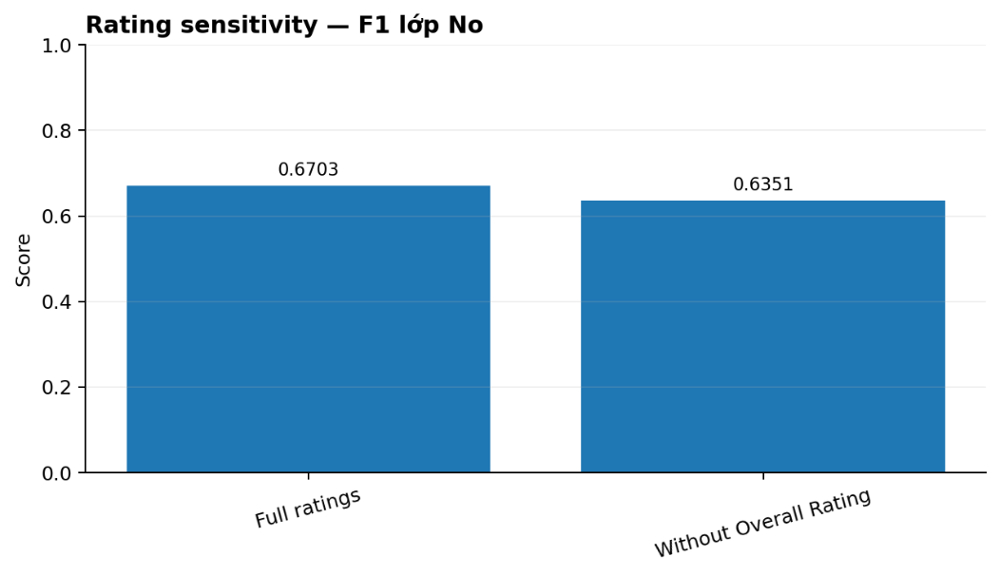 Rating sensitivity — F1 lớp No
Score
1.0
0.8
0.6
0.4
0.2
0.0
0.6703
0.6351
Full ratings
Without Overall Rating